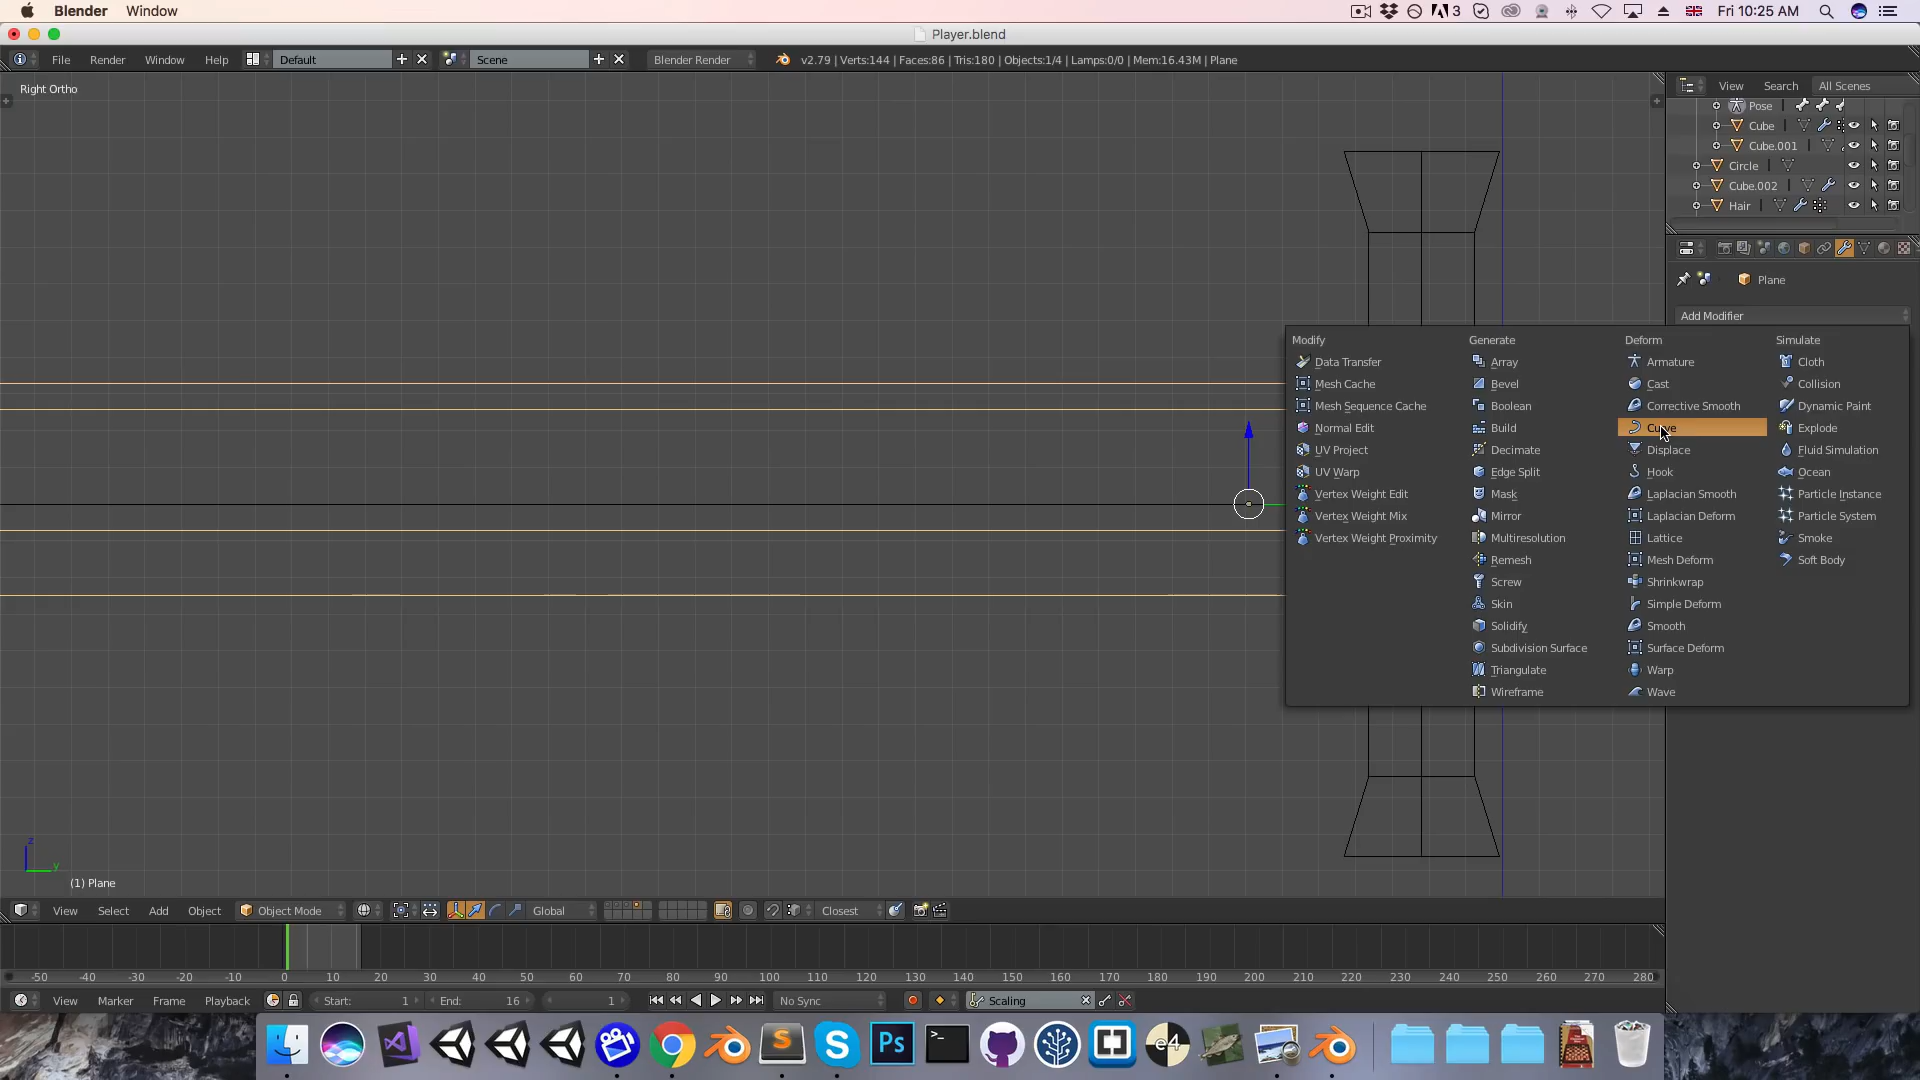 Blender Window
3
Fri 10:25 AM
Player.blend
File Render Window Help
Default
Scene
Blender Render
v2.79 | Verts:144 | Faces:86 | Tris:180 | Objects:1/4 | Lamps:0/0 | Mem:16.43M | Plane
Right Ortho
View Search All Scenes
Pose
Cube
Cube.001
Circle
Cube.002
Hair
Plane
Add Modifier
Modify
Data Transfer
Mesh Cache
Mesh Sequence Cache
Normal Edit
UV Project
UV Warp
Vertex Weight Edit
Vertex Weight Mix
Vertex Weight Proximity
Generate
Array
Bevel
Boolean
Build
Decimate
Edge Split
Mask
Mirror
Multiresolution
Remesh
Screw
Skin
Solidify
Subdivision Surface
Triangulate
Wireframe
Deform
Armature
Cast
Corrective Smooth
Curve
Displace
Hook
Laplacian Smooth
Laplacian Deform
Lattice
Mesh Deform
Shrinkwrap
Simple Deform
Smooth
Surface Deform
Warp
Wave
Simulate
Cloth
Collision
Dynamic Paint
Explode
Fluid Simulation
Ocean
Particle Instance
Particle System
Smoke
Soft Body
z
y
(1) Plane
View Select Add Object Object Mode Global Closest
-50 -40 -30 -20 -10 0 10 20 30 40 50 60 70 80 90 100 110 120 130 140 150 160 170 180 190 200 210 220 230 240 250 260 270 280
View Marker Frame Playback Start: 1 End: 16 1 No Sync Scaling
S S Ps >_ e4